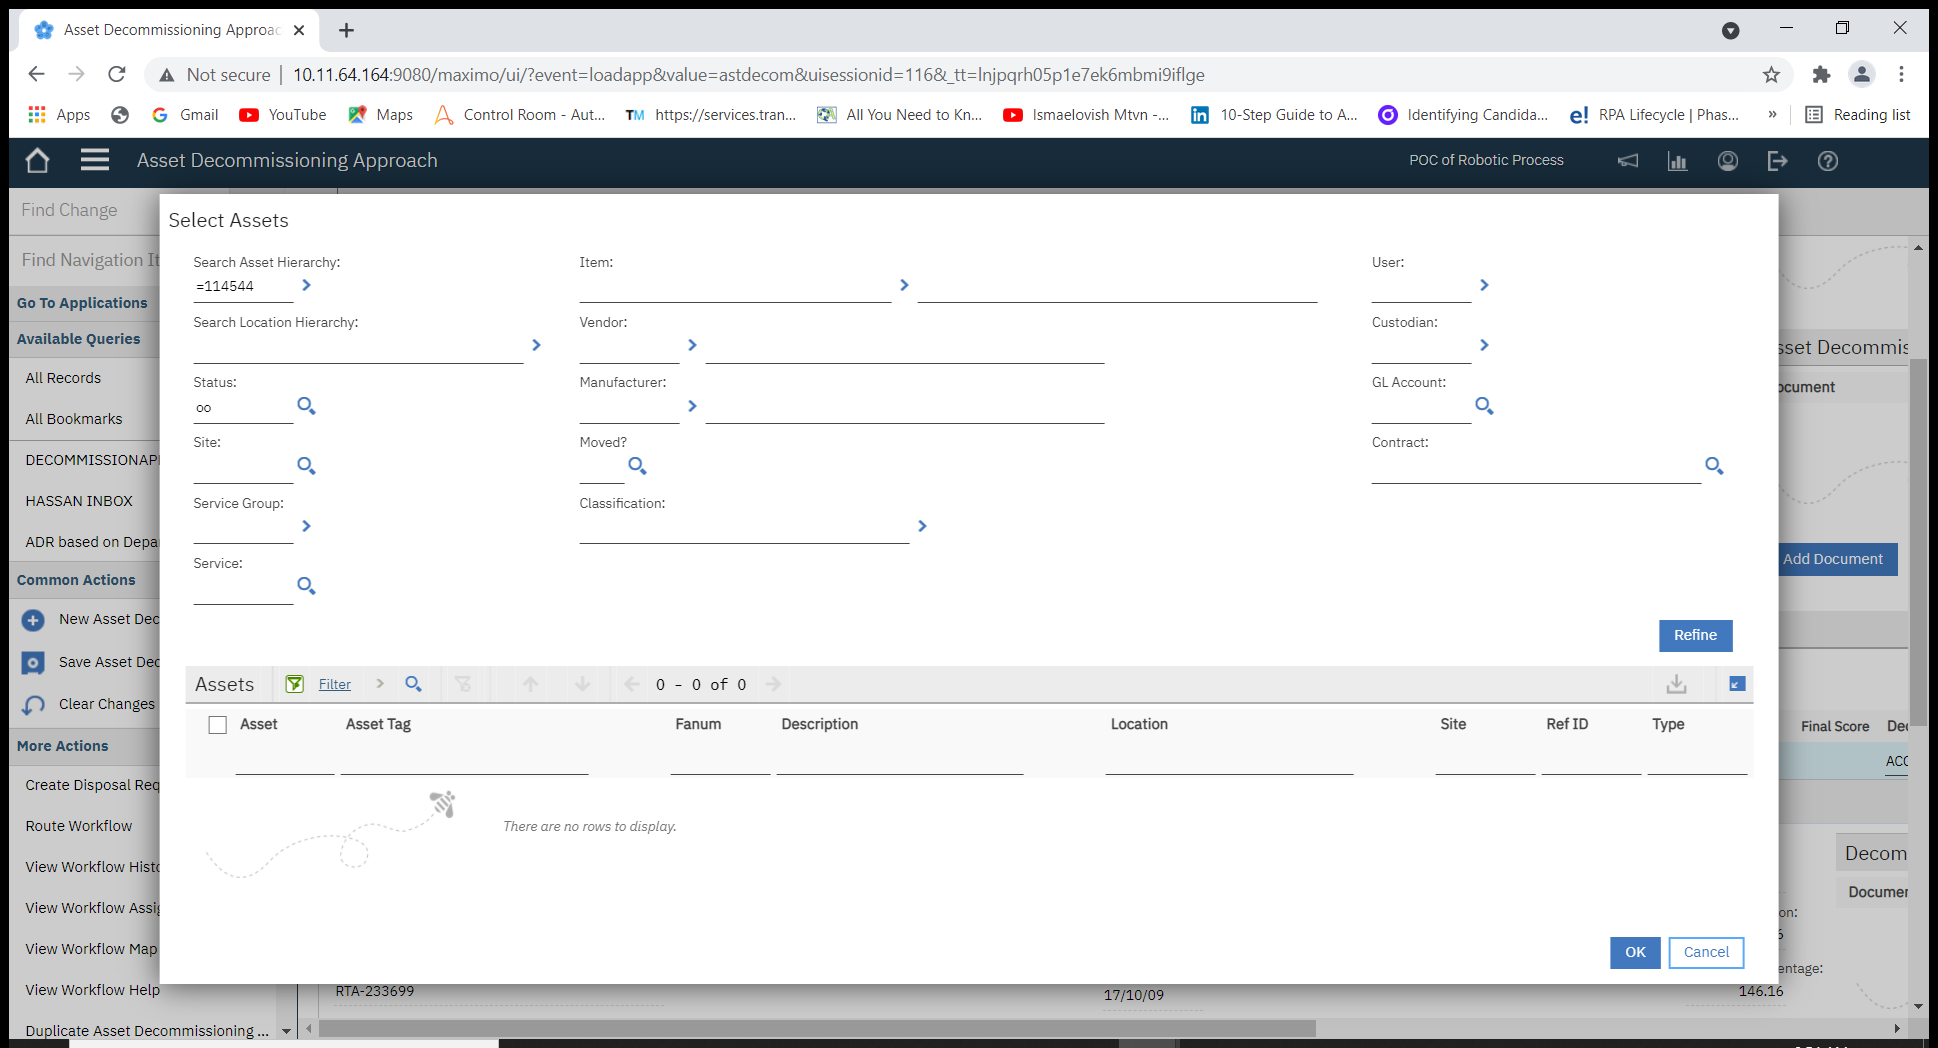 Asset Decommissioning Approac
Not secure | 10.11.64.164:9080/maximo/ui/?event=loadapp&value=astdecom&uisessionid=116&_tt=lnjpqrh05p1e7ek6mbmi9iflge
Apps Gmail YouTube Maps Control Room - Aut... TM https://services.tran... All You Need to Kn... Ismaelovish Mtvn -... in 10-Step Guide to A... Identifying Candida... e! RPA Lifecycle | Phas... » Reading list
Asset Decommissioning Approach POC of Robotic Process
Find Change
Find Navigation It
Go To Applications
Available Queries
All Records
All Bookmarks
DECOMMISSIONAP
HASSAN INBOX
ADR based on Depa
Common Actions
New Asset Dec
Save Asset Dec
Clear Changes
More Actions
Create Disposal Req
Route Workflow
View Workflow Histo
View Workflow Assig
View Workflow Map
View Workflow Help
Duplicate Asset Decommissioning ...
Select Assets
Search Asset Hierarchy: Item: User:
=114544
Search Location Hierarchy: Vendor: Custodian:
Status: Manufacturer: GL Account:
oo
Site: Moved? Contract:
Service Group: Classification:
Service:
Refine
Assets Filter 0 - 0 of 0
Asset Asset Tag Fanum Description Location Site Ref ID Type
There are no rows to display.
OK Cancel
sset Decommis
ocument
Add Document
Final Score Dec
ACC
Decom
Documen
on:
6
entage:
146.16
RTA-233699
17/10/09